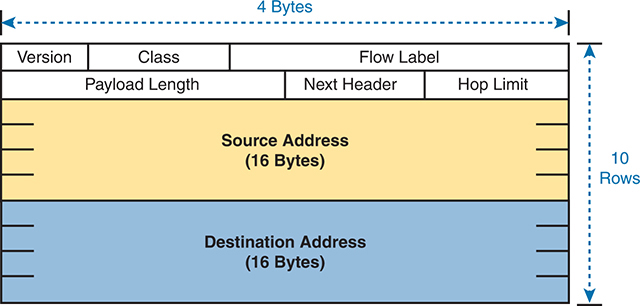 4 Bytes
Version Class Flow Label
Payload Length Next Header Hop Limit
Source Address
(16 Bytes)
10
Rows
Destination Address
(16 Bytes)